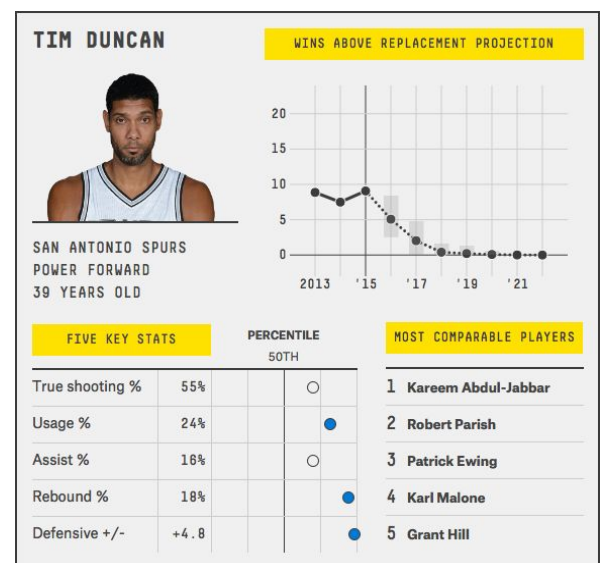 TIM DUNCAN
SAN ANTONIO SPURS
POWER FORWARD
39 YEARS OLD
WINS ABOVE REPLACEMENT PROJECTION
20
15
10
5
0
2013 '15 '17 '19 '21
FIVE KEY STATS
PERCENTILE
50TH
True shooting % 55%
Usage % 24%
Assist % 16%
Rebound % 18%
Defensive +/- +4.8
MOST COMPARABLE PLAYERS
1 Kareem Abdul-Jabbar
2 Robert Parish
3 Patrick Ewing
4 Karl Malone
5 Grant Hill